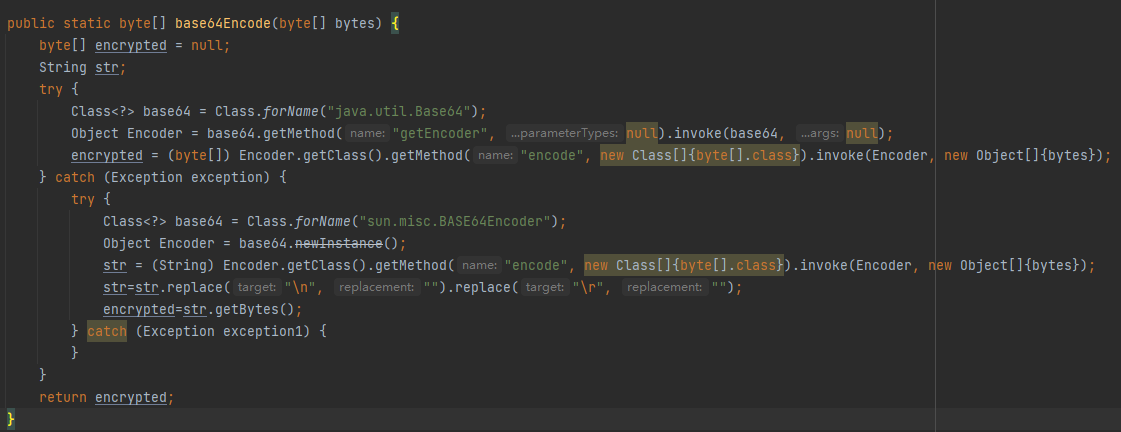 public static byte[] base64Encode(byte[] bytes) {
    byte[] encrypted = null;
    String str;
    try {
        Class<?> base64 = Class.forName("java.util.Base64");
        Object Encoder = base64.getMethod( name: "getEncoder", ...parameterTypes: null).invoke(base64, ...args: null);
        encrypted = (byte[]) Encoder.getClass().getMethod( name: "encode", new Class[]{byte[].class}).invoke(Encoder, new Object[]{bytes});
    } catch (Exception exception) {
        try {
            Class<?> base64 = Class.forName("sun.misc.BASE64Encoder");
            Object Encoder = base64.newInstance();
            str = (String) Encoder.getClass().getMethod( name: "encode", new Class[]{byte[].class}).invoke(Encoder, new Object[]{bytes});
            str=str.replace( target: "\n", replacement: "").replace( target: "\r", replacement: "");
            encrypted=str.getBytes();
        } catch (Exception exception1) {
        }
    }
    return encrypted;
}